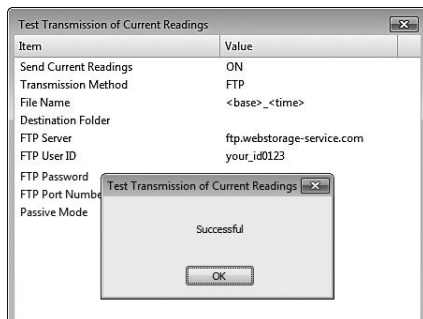 Test Transmission of Current Readings
Item Value
Send Current Readings ON
Transmission Method FTP
File Name <base>_<time>
Destination Folder
FTP Server ftp.webstorage-service.com
FTP User ID your_id0123
FTP Password
FTP Port Numbe
Passive Mode
Test Transmission of Current Readings
Successful
OK